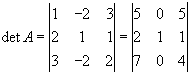 det A = | 1 -2 3 | = | 5 0 5 |
| 2 1 1 | | 2 1 1 |
| 3 -2 2 | | 7 0 4 |